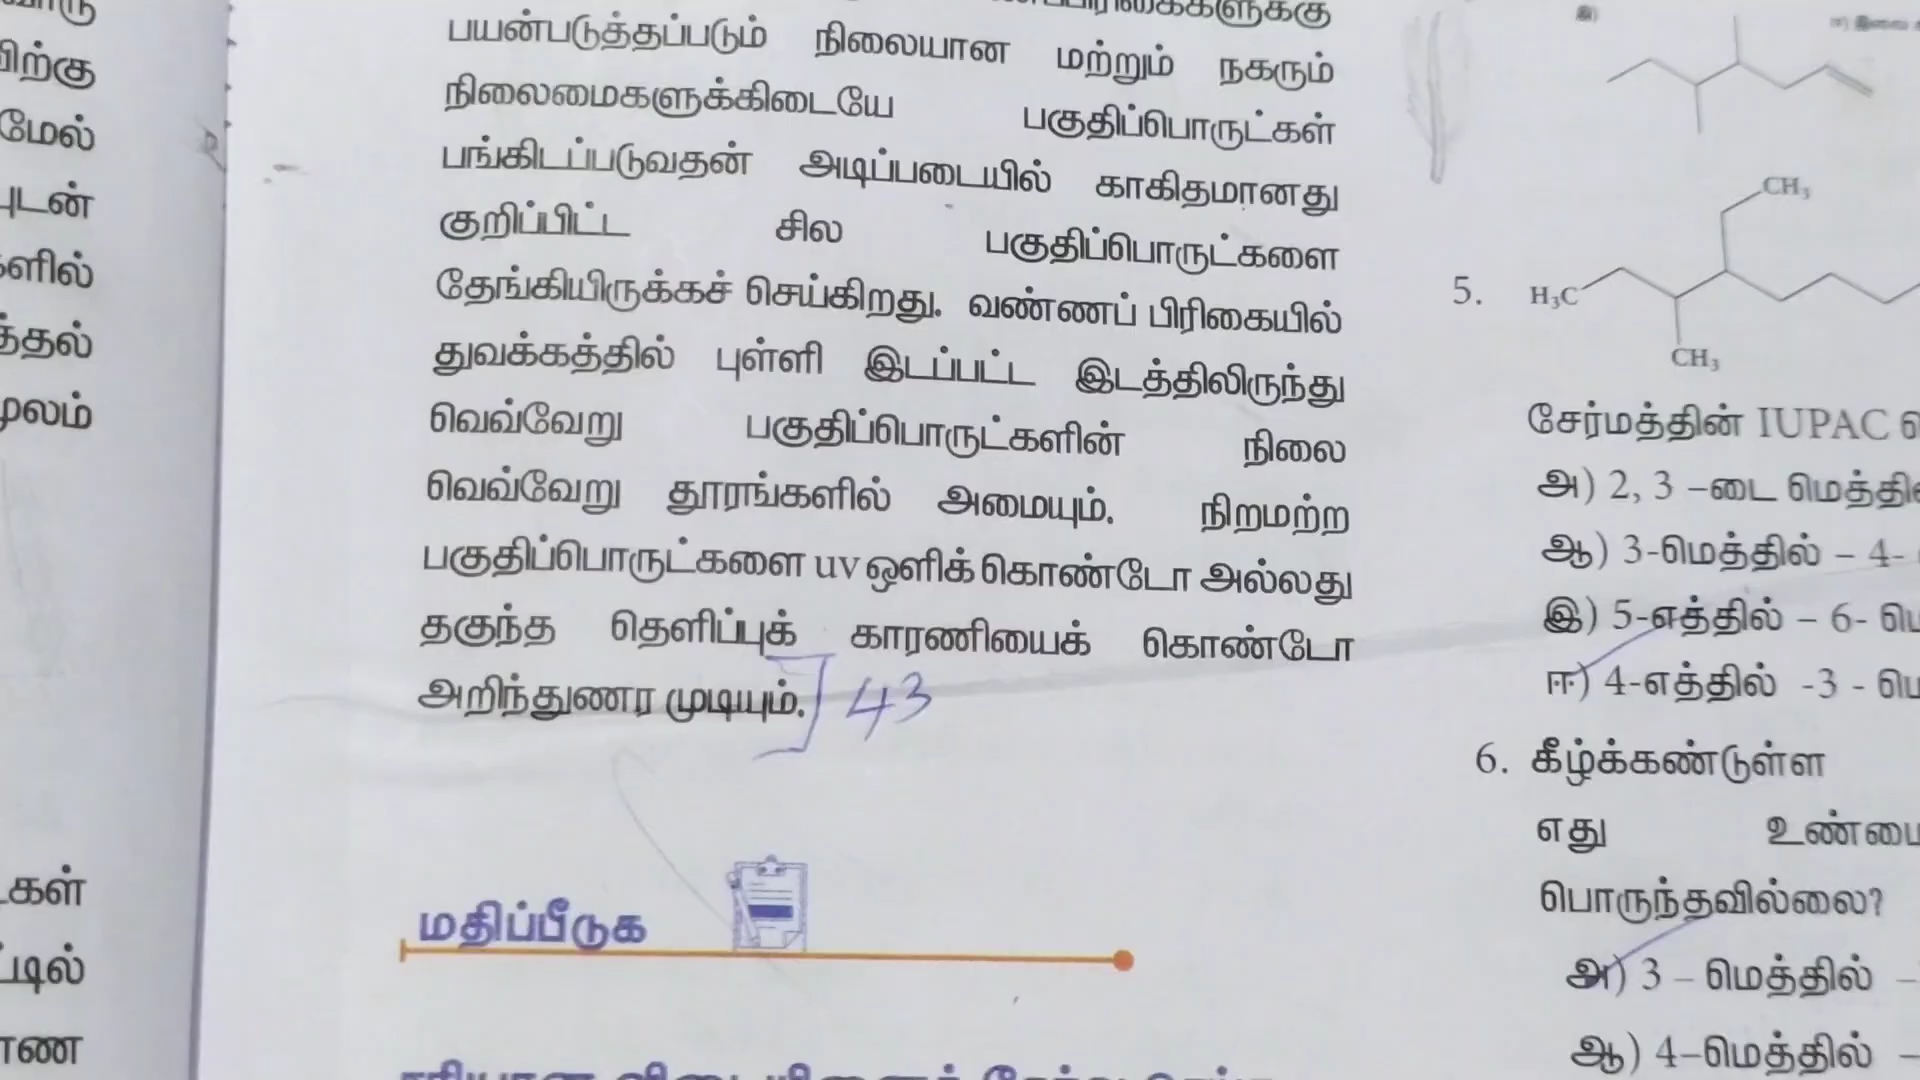 பயன்படுத்தப்படும் நிலையான மற்றும் நகரும்
நிலைமைகளுக்கிடையே பகுதிப்பொருட்கள்
பங்கிடப்படுவதன் அடிப்படையில் காகிதமானது
குறிப்பிட்ட சில பகுதிப்பொருட்களை
தேங்கியிருக்கச் செய்கிறது. வண்ணப் பிரிகையில்
துவக்கத்தில் புள்ளி இடப்பட்ட இடத்திலிருந்து
வெவ்வேறு பகுதிப்பொருட்களின் நிலை
வெவ்வேறு தூரங்களில் அமையும். நிறமற்ற
பகுதிப்பொருட்களை uv ஒளிக் கொண்டோ அல்லது
தகுந்த தெளிப்புக் காரணியைக் கொண்டோ
அறிந்துணர முடியும்.] 43
மதிப்பீடுக
CH₃
5. H₃C
CH₃
சேர்மத்தின் IUPAC
அ) 2, 3 –டை மெத்தி
ஆ) 3-மெத்தில் – 4-
இ) 5-எத்தில் – 6-
ஈ) 4-எத்தில் -3 -
6. கீழ்க்கண்டுள்ள
எது
பொருந்தவில்லை?
அ) 3 – மெத்தில் –
ஆ) 4–மெத்தில் –
மேல்
மூலம்